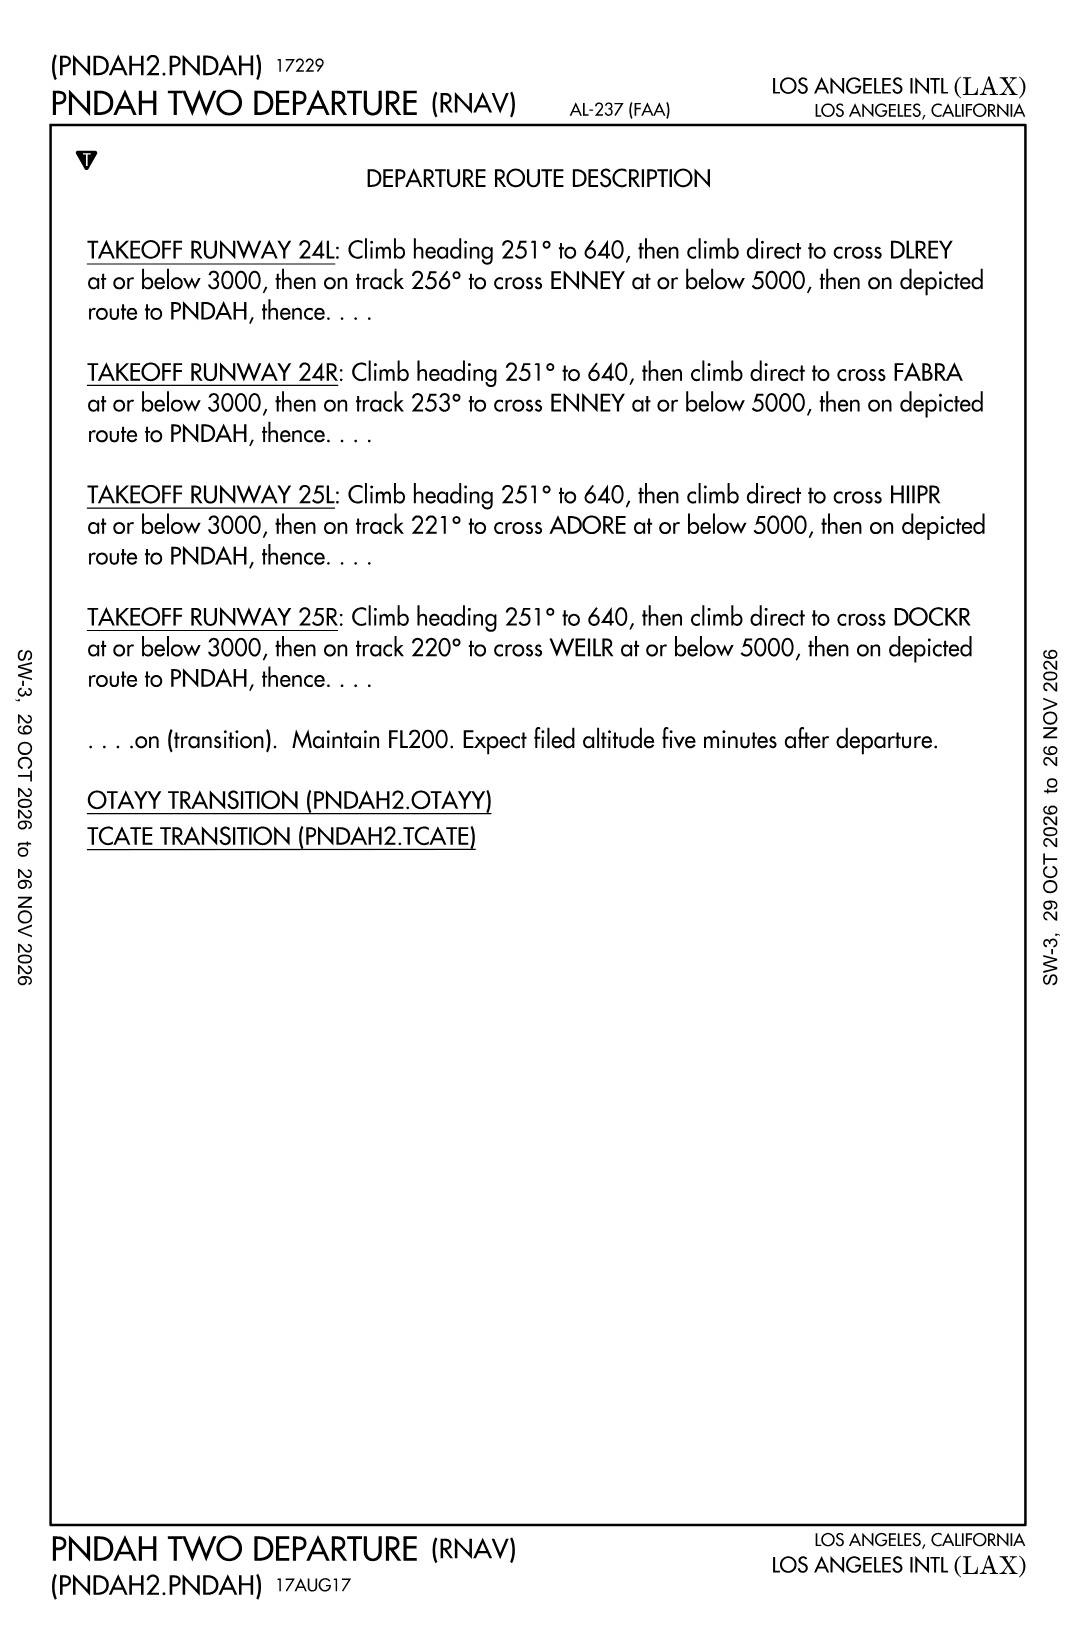 (PNDAH2.PNDAH) 17229
PNDAH TWO DEPARTURE (RNAV)
AL-237 (FAA)
LOS ANGELES INTL (LAX)
LOS ANGELES, CALIFORNIA
T
DEPARTURE ROUTE DESCRIPTION
TAKEOFF RUNWAY 24L: Climb heading 251° to 640, then climb direct to cross DLREY
at or below 3000, then on track 256° to cross ENNEY at or below 5000, then on depicted
route to PNDAH, thence. . . .
TAKEOFF RUNWAY 24R: Climb heading 251° to 640, then climb direct to cross FABRA
at or below 3000, then on track 253° to cross ENNEY at or below 5000, then on depicted
route to PNDAH, thence. . . .
TAKEOFF RUNWAY 25L: Climb heading 251° to 640, then climb direct to cross HIIPR
at or below 3000, then on track 221° to cross ADORE at or below 5000, then on depicted
route to PNDAH, thence. . . .
TAKEOFF RUNWAY 25R: Climb heading 251° to 640, then climb direct to cross DOCKR
at or below 3000, then on track 220° to cross WEILR at or below 5000, then on depicted
route to PNDAH, thence. . . .
. . . .on (transition). Maintain FL200. Expect filed altitude five minutes after departure.
OTAYY TRANSITION (PNDAH2.OTAYY)
TCATE TRANSITION (PNDAH2.TCATE)
SW-3, 29 OCT 2026 to 26 NOV 2026
SW-3, 29 OCT 2026 to 26 NOV 2026
PNDAH TWO DEPARTURE (RNAV)
(PNDAH2.PNDAH) 17AUG17
LOS ANGELES, CALIFORNIA
LOS ANGELES INTL (LAX)